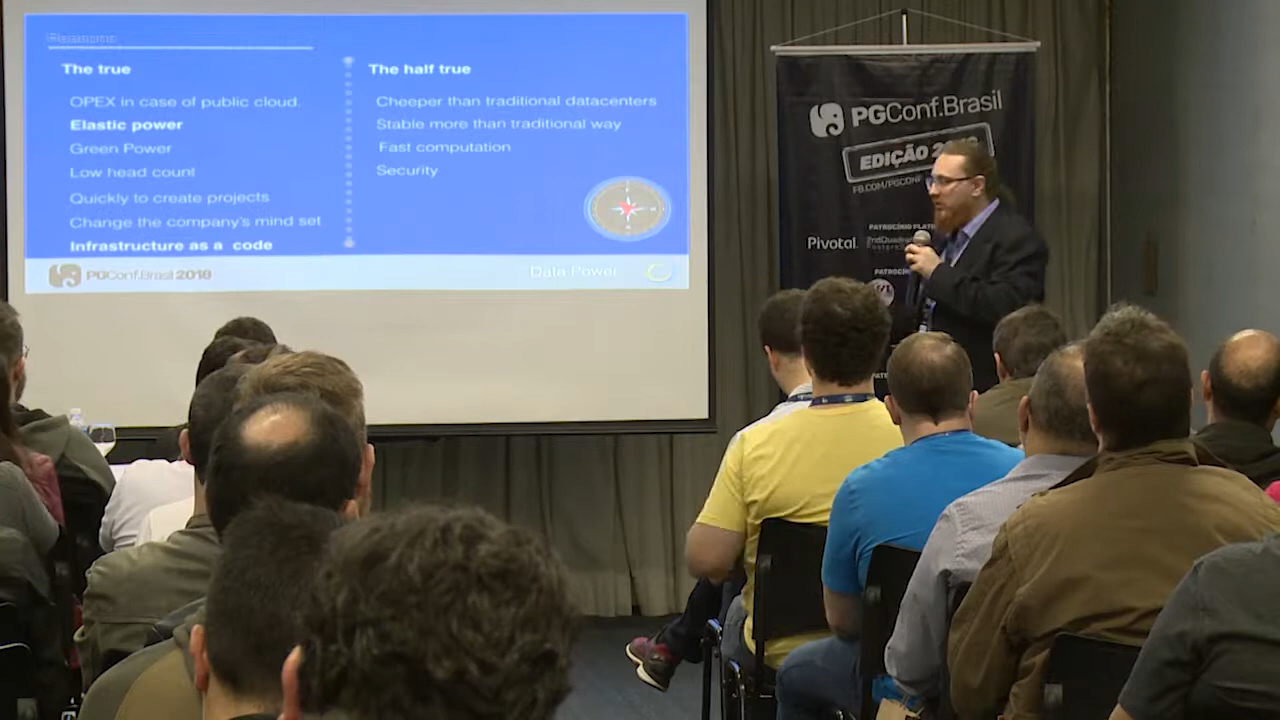 The true
OPEX in case of public cloud.
Elastic power
Green Power
Low head count
Quickly to create projects
Change the company's mind set
Infrastructure as a code
The half true
Cheeper than traditional datacenters
Stable more than traditional way
Fast computation
Security
PGConf.Brasil 2018
Data Power
PGConf.Brasil
EDIÇÃO
FB.COM/PGCONF
PATROCÍNIO
Pivotal